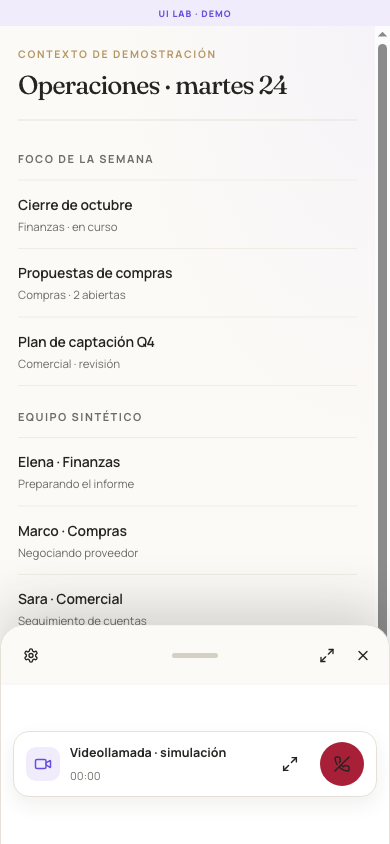 UI LAB · DEMO
CONTEXTO DE DEMOSTRACIÓN
Operaciones · martes 24
FOCO DE LA SEMANA
Cierre de octubre
Finanzas · en curso
Propuestas de compras
Compras · 2 abiertas
Plan de captación Q4
Comercial · revisión
EQUIPO SINTÉTICO
Elena · Finanzas
Preparando el informe
Marco · Compras
Negociando proveedor
Sara · Comercial
Seguimiento de cuentas
Videollamada · simulación
00:00